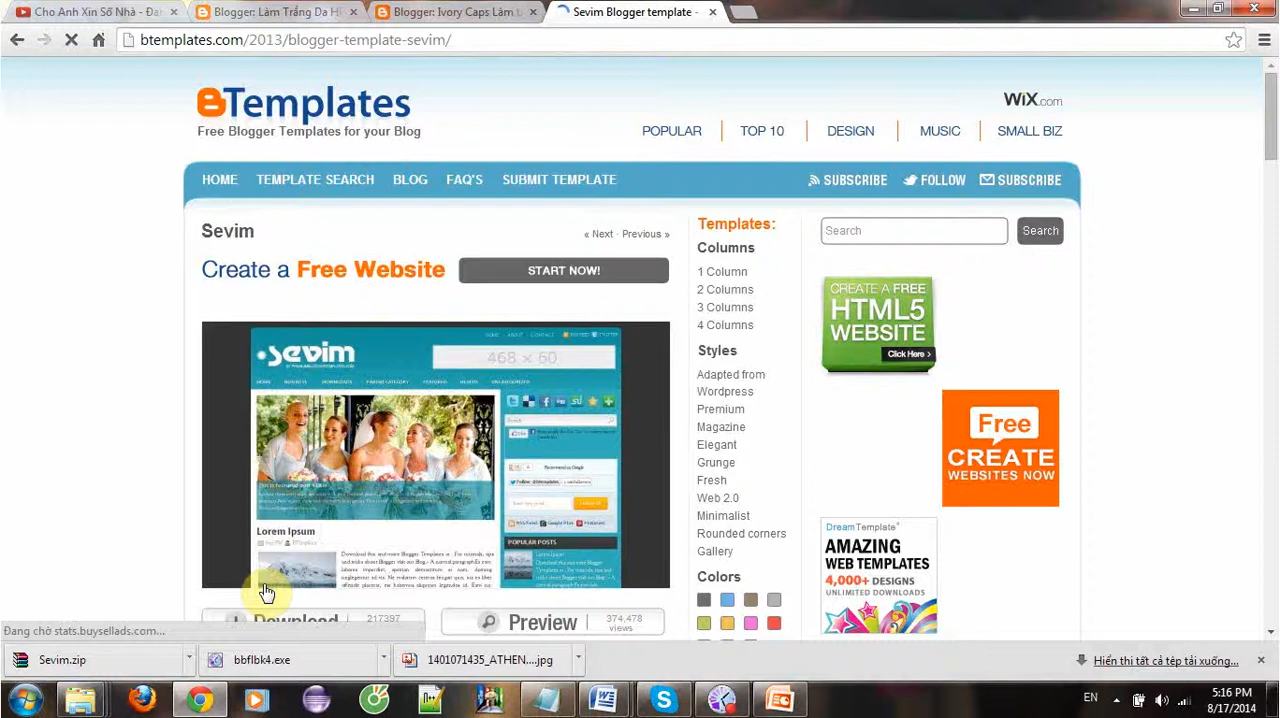 Cho Anh Xin Số Nhà - Đa
Blogger: Làm Trắng Da H
Blogger: Ivory Caps Làm t
Sevim Blogger template -
btemplates.com/2013/blogger-template-sevim/
BTemplates
Free Blogger Templates for your Blog
WiX.com
POPULAR
TOP 10
DESIGN
MUSIC
SMALL BIZ
HOME
TEMPLATE SEARCH
BLOG
FAQ'S
SUBMIT TEMPLATE
SUBSCRIBE
FOLLOW
SUBSCRIBE
Sevim
« Next · Previous »
Create a Free Website
START NOW!
sevim
468 x 60
HOME
Lorem Ipsum
POPULAR POSTS
Download
217397
Preview
374,478
views
Templates:
Columns
1 Column
2 Columns
3 Columns
4 Columns
Styles
Adapted from
Wordpress
Premium
Magazine
Elegant
Grunge
Fresh
Web 2.0
Minimalist
Rounded corners
Gallery
Colors
Search
Search
CREATE A FREE
HTML5
WEBSITE
Click Here >
Free
CREATE
WEBSITES NOW
DreamTemplate
AMAZING
WEB TEMPLATES
4,000+ DESIGNS
UNLIMITED DOWNLOADS
Đang chờ stats.buysellads.com...
Sevim.zip
bbflbk4.exe
1401071435_ATHEN....jpg
Hiển thị tất cả tệp tải xuống...
EN
5:16 PM
8/17/2014